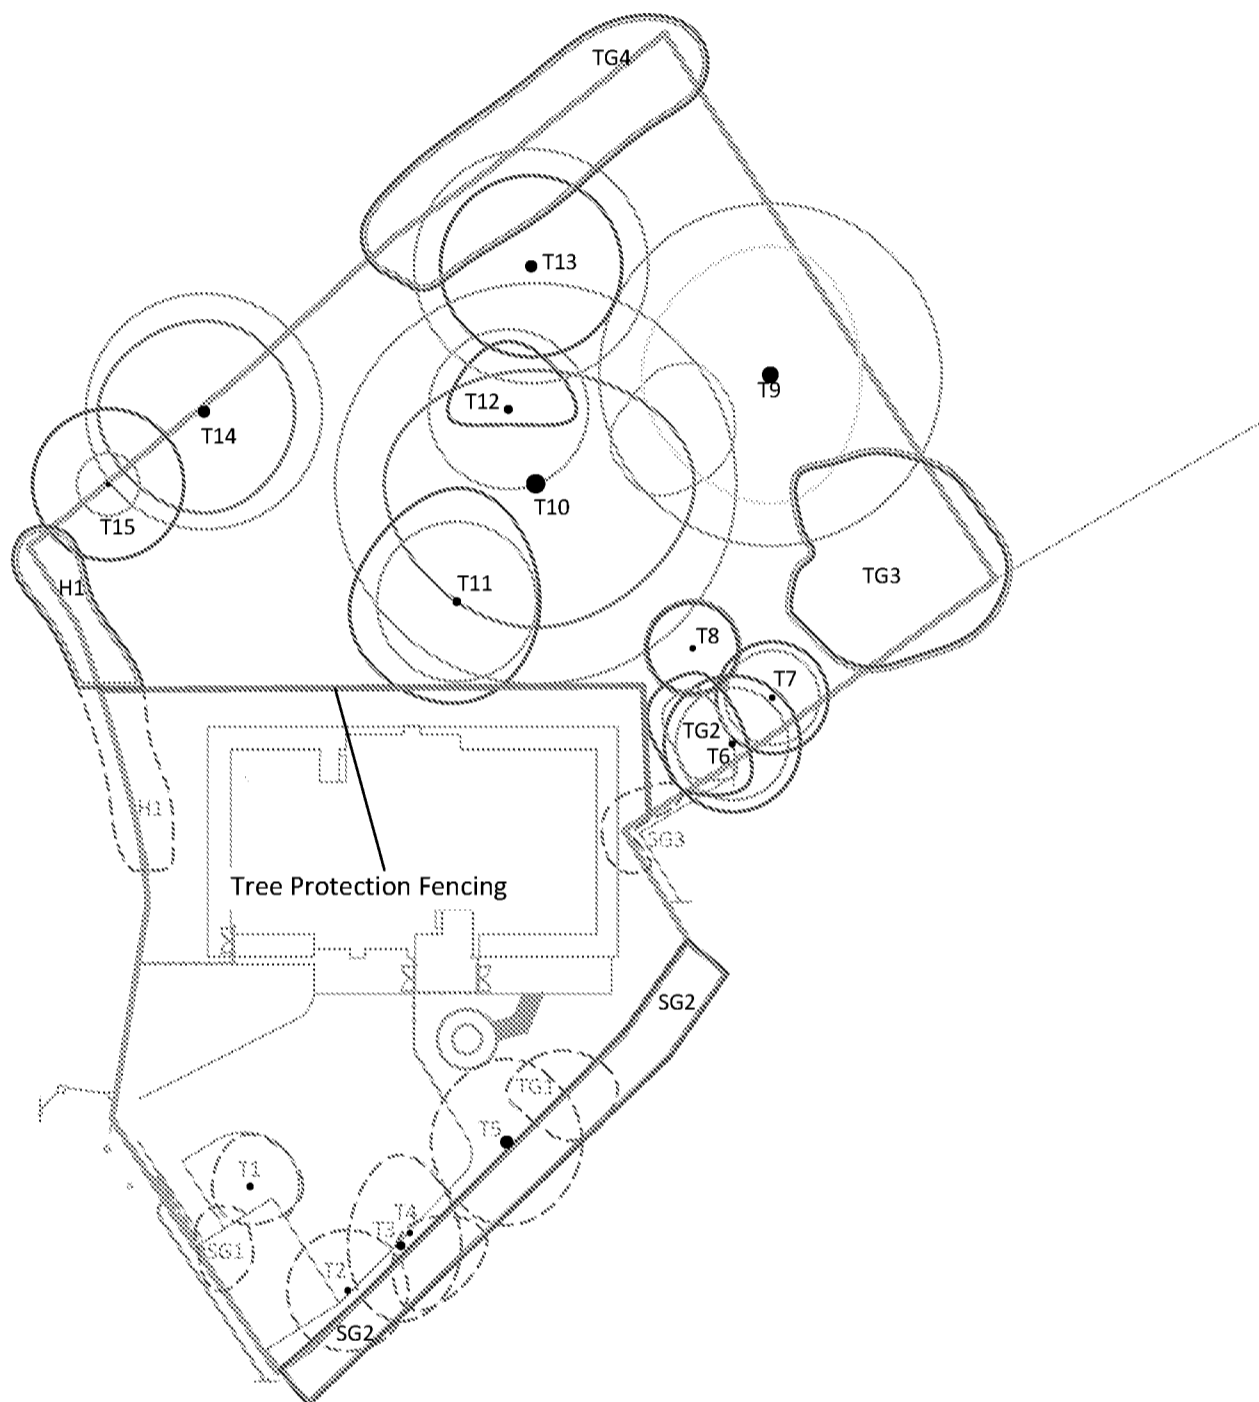 TG4
T13
T9
T12
T14
T10
T15
TG3
H1
T11
T8
T7
TG2
T6
H1
SG3
Tree Protection Fencing
SG2
TG1
T5
T1
T4
T3
SG1
T2
SG2